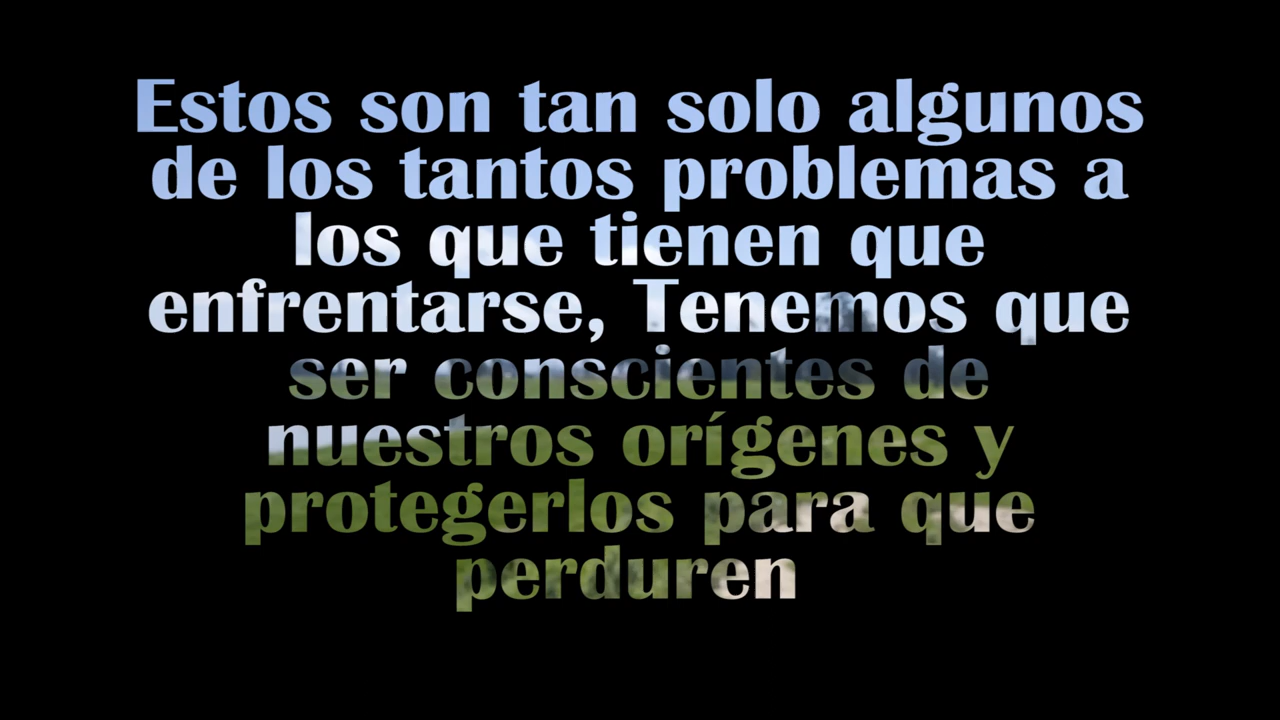 Estos son tan solo algunos
de los tantos problemas a
los que tienen que
enfrentarse, Tenemos que
ser conscientes de
nuestros orígenes y
protegerlos para que
perduren